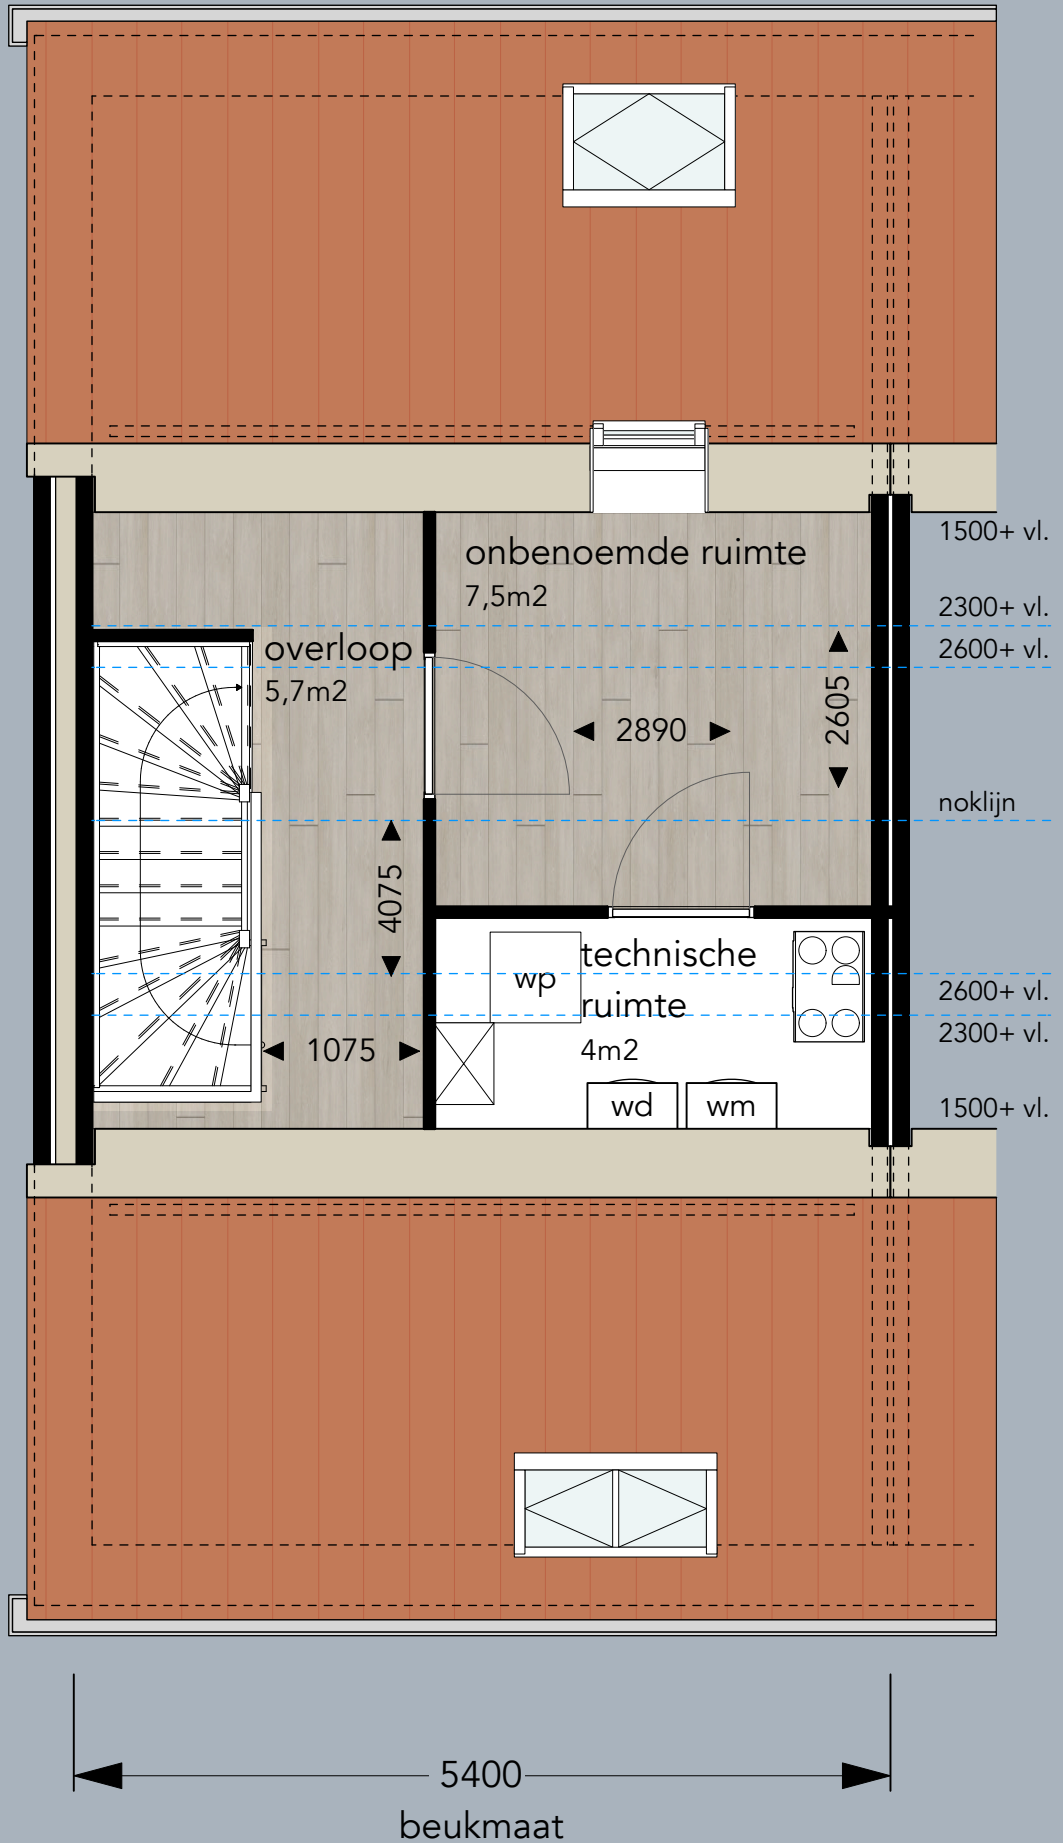 1500+ vl.
onbenoemde ruimte
7,5m2
2300+ vl.
2600+ vl.
overloop
5,7m2
2890
2605
noklijn
4075
technische
ruimte
4m2
wp
2600+ vl.
2300+ vl.
1075
wd
wm
1500+ vl.
5400
beukmaat